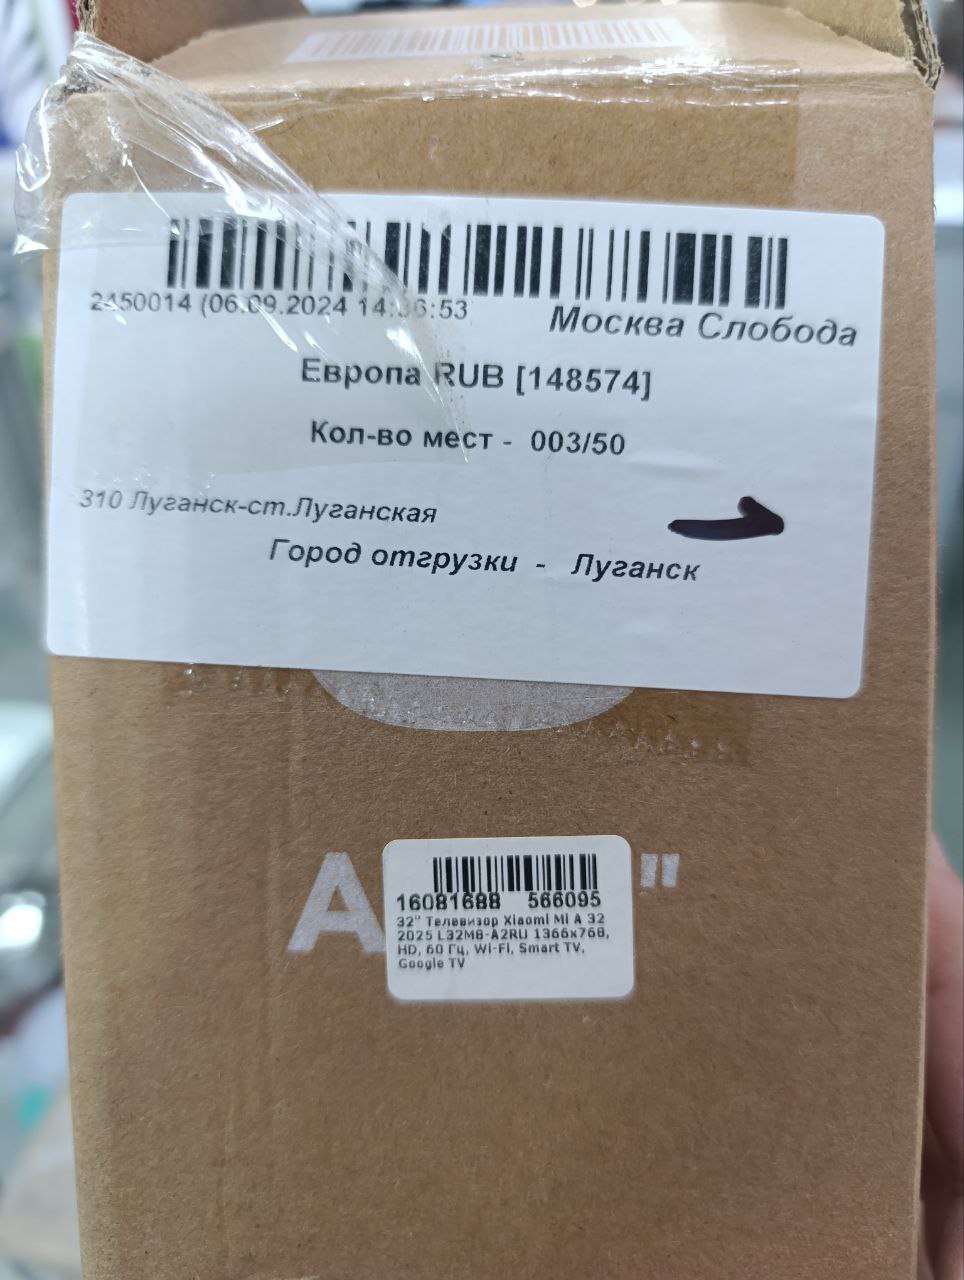 2450014 (06.09.2024 14: 6:53
Москва Слобода
Европа RUB [148574]
Кол-во мест - 003/50
310 Луганск-ст.Луганская
Город отгрузки - Луганск
A "
16081688 566095
32" Телевизор Xiaomi Mi A 32
2025 L32M8-A2RU 1366x768,
HD, 60 Гц, Wi-Fi, Smart TV,
Google TV